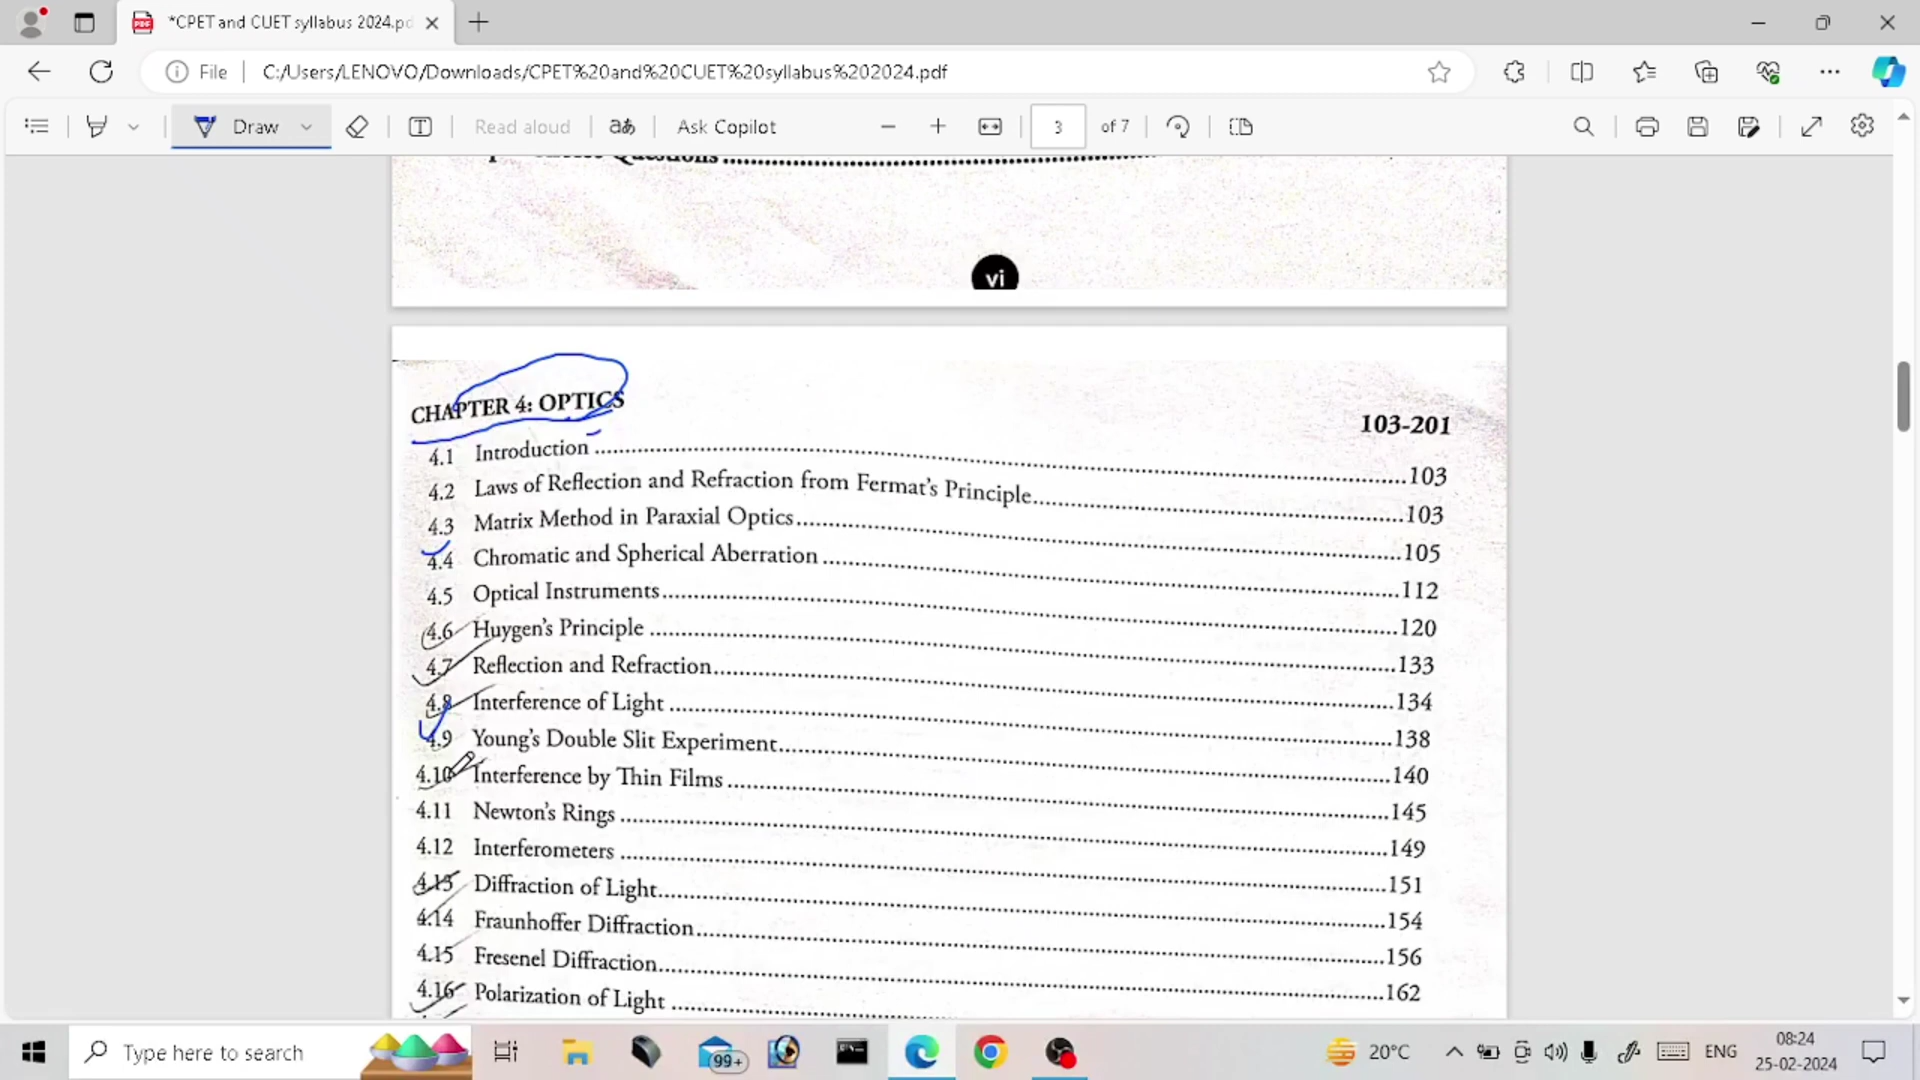 *CPET and CUET syllabus 2024.pd
File
C:/Users/LENOVO/Downloads/CPET%20and%20CUET%20syllabus%202024.pdf
Draw
Read aloud
aあ
Ask Copilot
3
of 7
Questions
vi
CHAPTER 4: OPTICS
103-201
4.1 Introduction ..........103
4.2 Laws of Reflection and Refraction from Fermat's Principle..........103
4.3 Matrix Method in Paraxial Optics..........105
4.4 Chromatic and Spherical Aberration ..........112
4.5 Optical Instruments..........120
4.6 Huygen's Principle ..........133
4.7 Reflection and Refraction..........134
4.8 Interference of Light ..........138
4.9 Young's Double Slit Experiment..........140
4.10 Interference by Thin Films ..........145
4.11 Newton's Rings ..........149
4.12 Interferometers ..........151
4.13 Diffraction of Light..........154
4.14 Fraunhoffer Diffraction..........156
4.15 Fresenel Diffraction..........162
4.16 Polarization of Light ..........
Type here to search
99+
20°C
ENG
08:24
25-02-2024